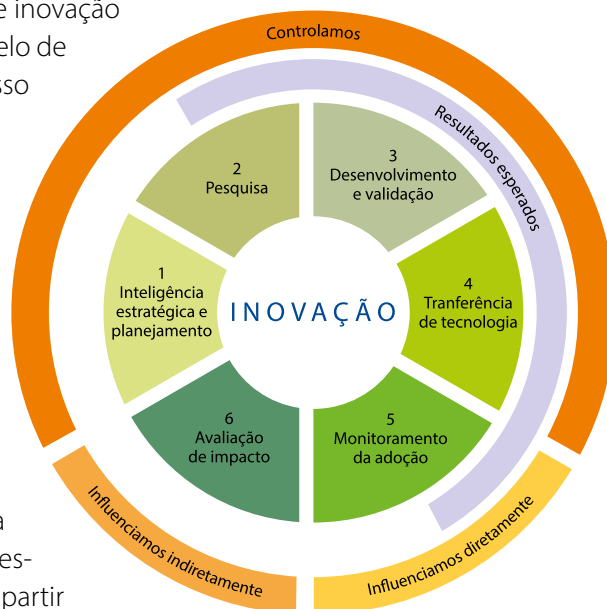 e inovação
elo de
sso
Controlamos
Resultados esperados
2
Pesquisa
3
Desenvolvimento
e validação
1
Inteligência
estratégica e
planejamento
INOVAÇÃO
4
Tranferência
de tecnologia
6
Avaliação
de impacto
5
Monitoramento
da adoção
Influenciamos indiretamente
Influenciamos diretamente
a
es-
partir